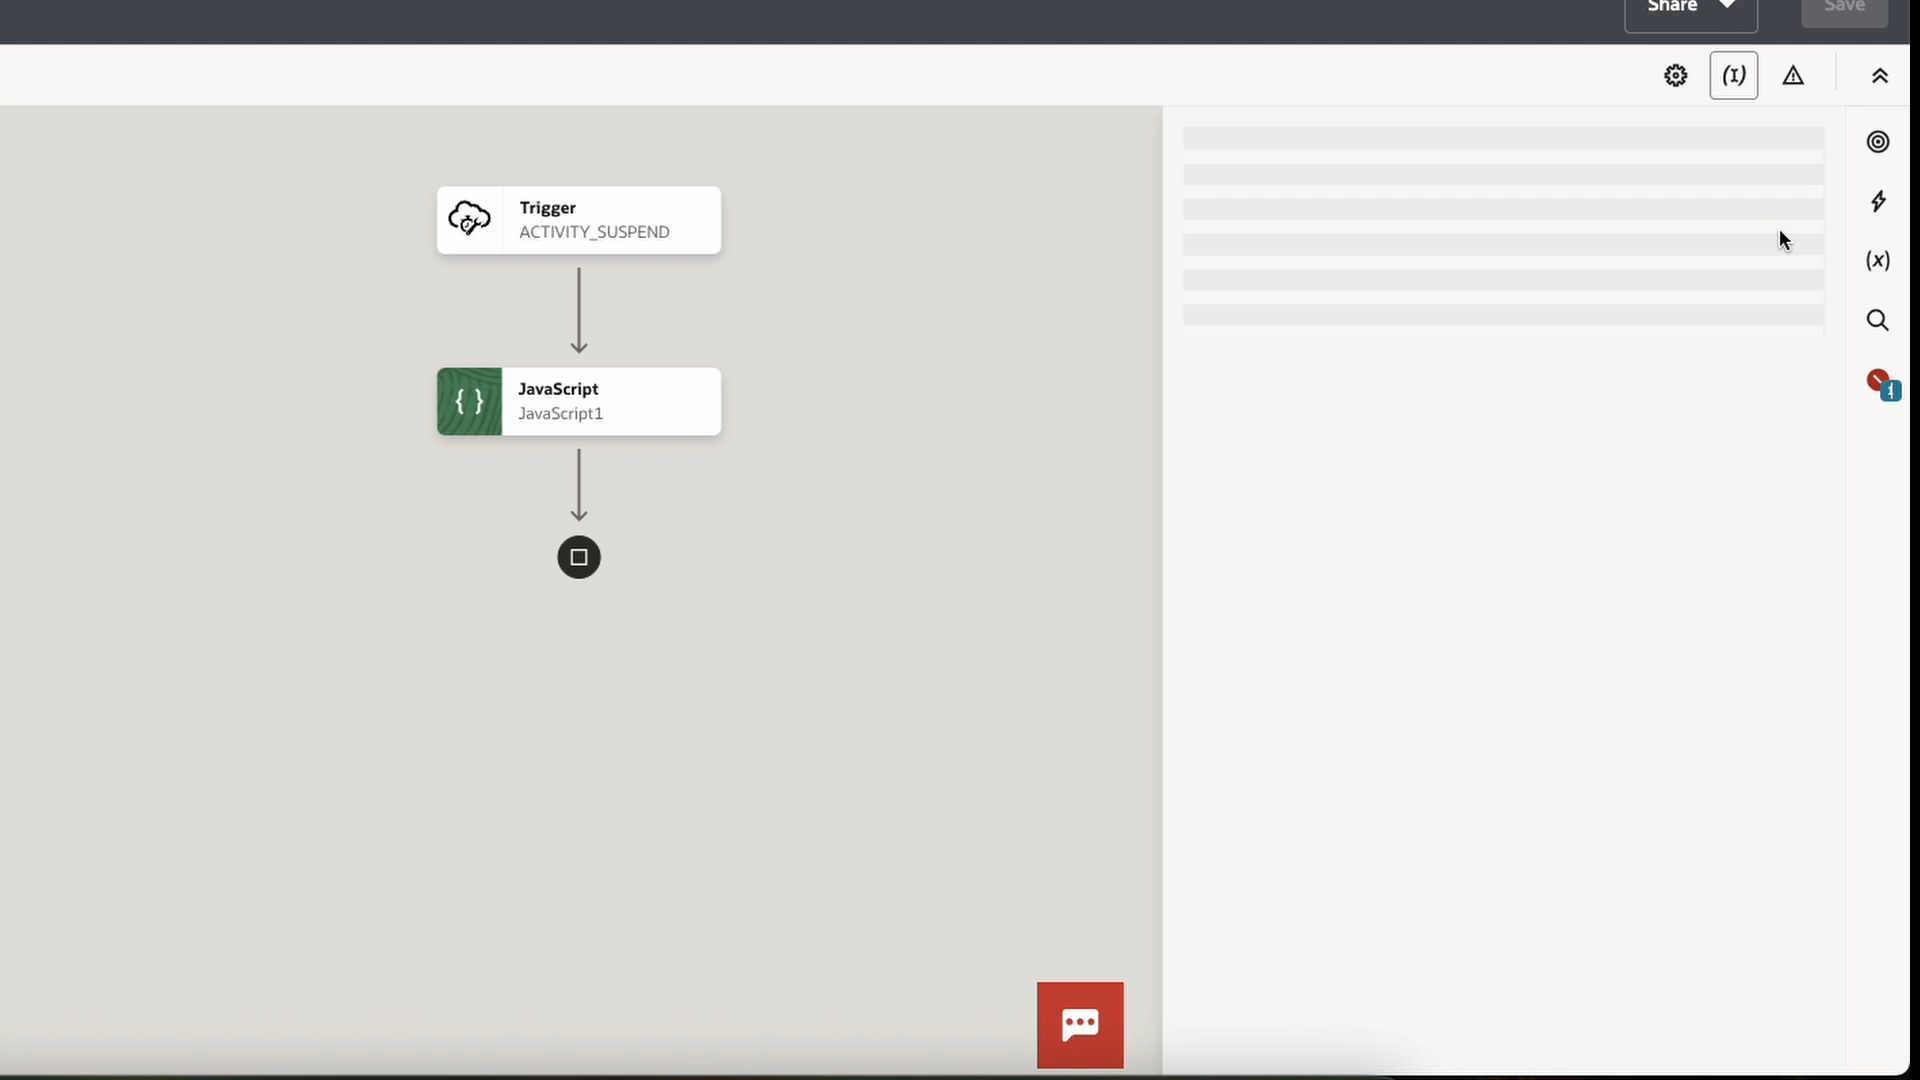 Share
Save
(I)
Trigger
ACTIVITY_SUSPEND
(x)
{ }
JavaScript
JavaScript1